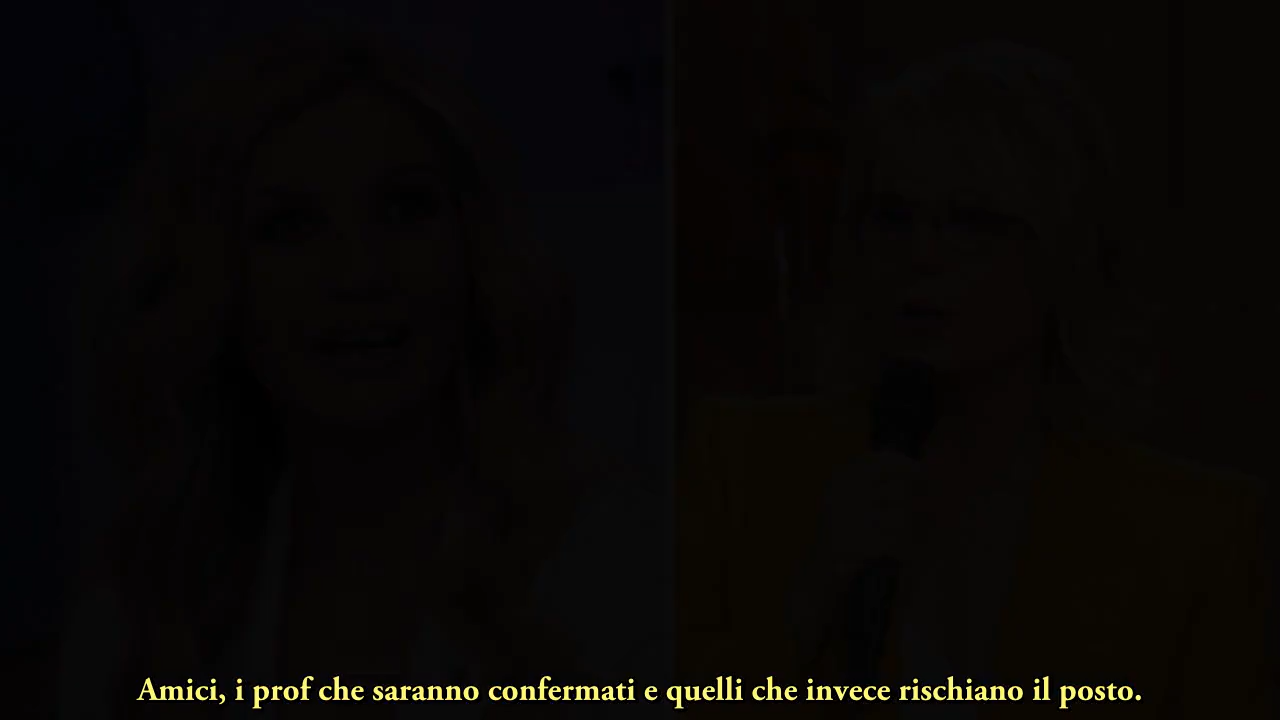 Amici, i prof che saranno confermati e quelli che invece rischiano il posto.